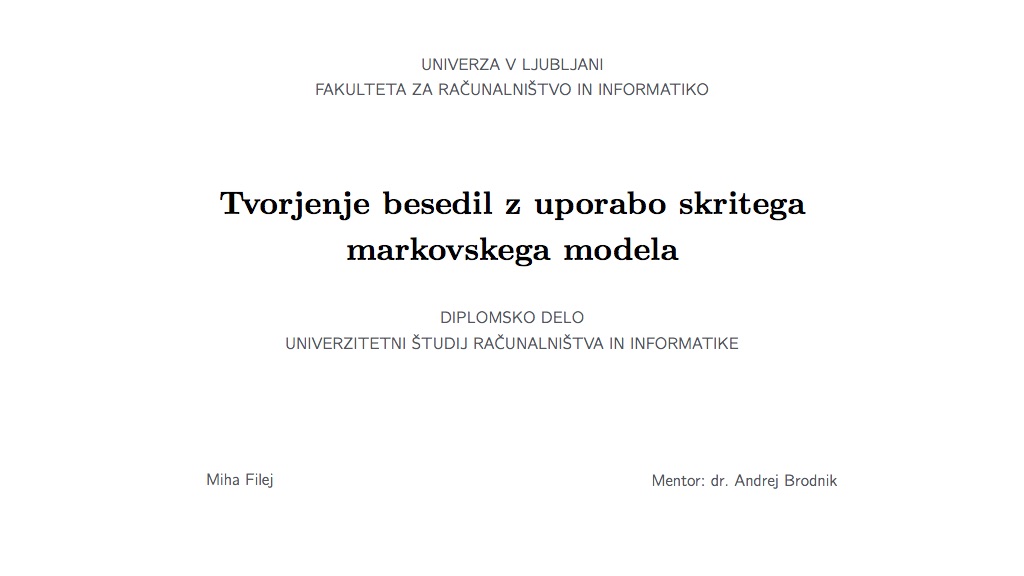 UNIVERZA V LJUBLJANI
FAKULTETA ZA RAČUNALNIŠTVO IN INFORMATIKO
Tvorjenje besedil z uporabo skritega
markovskega modela
DIPLOMSKO DELO
UNIVERZITETNI ŠTUDIJ RAČUNALNIŠTVA IN INFORMATIKE
Miha Filej
Mentor: dr. Andrej Brodnik